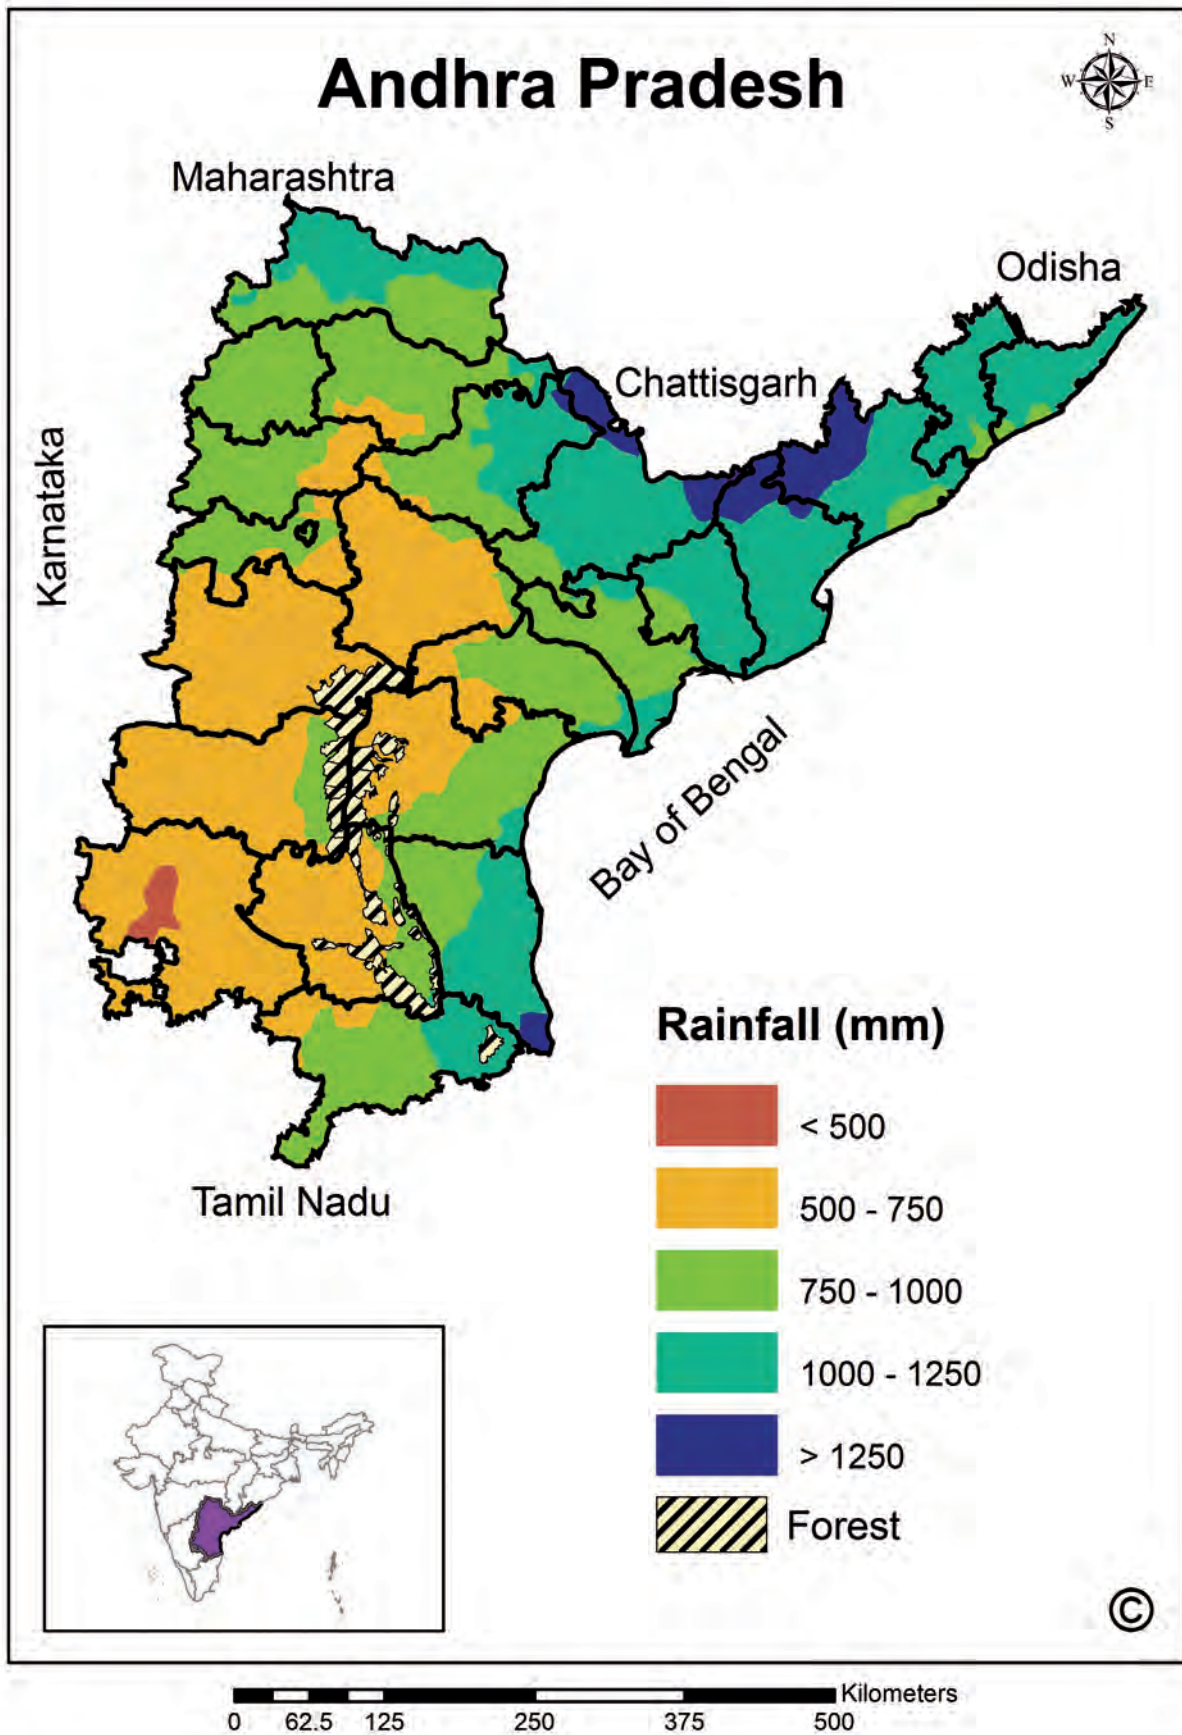 Andhra Pradesh
N
W E
S
Maharashtra
Odisha
Chattisgarh
Karnataka
Bay of Bengal
Tamil Nadu
Rainfall (mm)
< 500
500 - 750
750 - 1000
1000 - 1250
> 1250
Forest
©
Kilometers
0 62.5 125 250 375 500